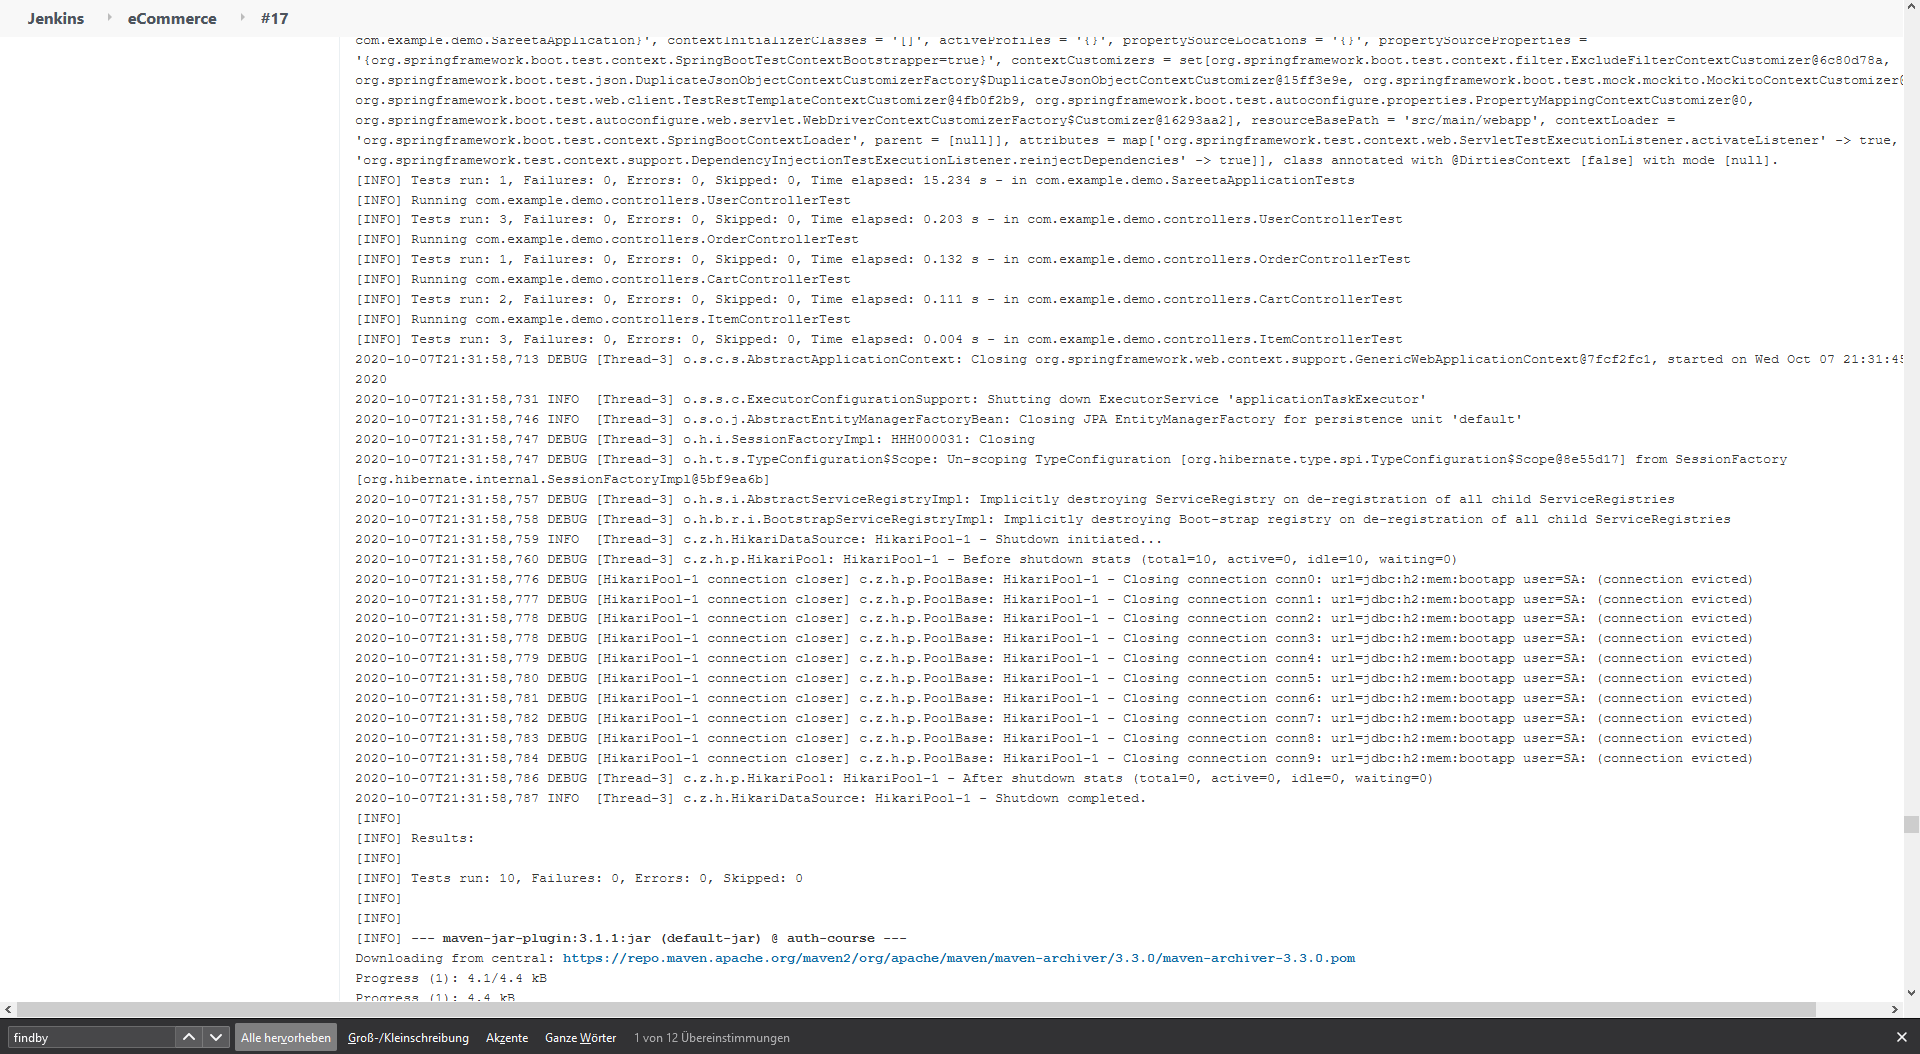 Jenkins
eCommerce
#17
com.example.demo.SareetaApplication}', contextInitializerClasses = '[]', activeProfiles = '{}', propertySourceLocations = '{}', propertySourceProperties =
'{org.springframework.boot.test.context.SpringBootTestContextBootstrapper=true}', contextCustomizers = set[org.springframework.boot.test.context.filter.ExcludeFilterContextCustomizer@6c80d78a,
org.springframework.boot.test.json.DuplicateJsonObjectContextCustomizerFactory$DuplicateJsonObjectContextCustomizer@15ff3e9e, org.springframework.boot.test.mock.mockito.MockitoContextCustomizer@
org.springframework.boot.test.web.client.TestRestTemplateContextCustomizer@4fb0f2b9, org.springframework.boot.test.autoconfigure.properties.PropertyMappingContextCustomizer@0,
org.springframework.boot.test.autoconfigure.web.servlet.WebDriverContextCustomizerFactory$Customizer@16293aa2], resourceBasePath = 'src/main/webapp', contextLoader =
'org.springframework.boot.test.context.SpringBootContextLoader', parent = [null]], attributes = map['org.springframework.test.context.web.ServletTestExecutionListener.activateListener' -> true,
'org.springframework.test.context.support.DependencyInjectionTestExecutionListener.reinjectDependencies' -> true]], class annotated with @DirtiesContext [false] with mode [null].
[INFO] Tests run: 1, Failures: 0, Errors: 0, Skipped: 0, Time elapsed: 15.234 s - in com.example.demo.SareetaApplicationTests
[INFO] Running com.example.demo.controllers.UserControllerTest
[INFO] Tests run: 3, Failures: 0, Errors: 0, Skipped: 0, Time elapsed: 0.203 s - in com.example.demo.controllers.UserControllerTest
[INFO] Running com.example.demo.controllers.OrderControllerTest
[INFO] Tests run: 1, Failures: 0, Errors: 0, Skipped: 0, Time elapsed: 0.132 s - in com.example.demo.controllers.OrderControllerTest
[INFO] Running com.example.demo.controllers.CartControllerTest
[INFO] Tests run: 2, Failures: 0, Errors: 0, Skipped: 0, Time elapsed: 0.111 s - in com.example.demo.controllers.CartControllerTest
[INFO] Running com.example.demo.controllers.ItemControllerTest
[INFO] Tests run: 3, Failures: 0, Errors: 0, Skipped: 0, Time elapsed: 0.004 s - in com.example.demo.controllers.ItemControllerTest
2020-10-07T21:31:58,713 DEBUG [Thread-3] o.s.c.s.AbstractApplicationContext: Closing org.springframework.web.context.support.GenericWebApplicationContext@7fcf2fc1, started on Wed Oct 07 21:31:45
2020
2020-10-07T21:31:58,731 INFO  [Thread-3] o.s.s.c.ExecutorConfigurationSupport: Shutting down ExecutorService 'applicationTaskExecutor'
2020-10-07T21:31:58,746 INFO  [Thread-3] o.s.o.j.AbstractEntityManagerFactoryBean: Closing JPA EntityManagerFactory for persistence unit 'default'
2020-10-07T21:31:58,747 DEBUG [Thread-3] o.h.i.SessionFactoryImpl: HHH000031: Closing
2020-10-07T21:31:58,747 DEBUG [Thread-3] o.h.t.s.TypeConfiguration$Scope: Un-scoping TypeConfiguration [org.hibernate.type.spi.TypeConfiguration$Scope@8e55d17] from SessionFactory
[org.hibernate.internal.SessionFactoryImpl@5bf9ea6b]
2020-10-07T21:31:58,757 DEBUG [Thread-3] o.h.s.i.AbstractServiceRegistryImpl: Implicitly destroying ServiceRegistry on de-registration of all child ServiceRegistries
2020-10-07T21:31:58,758 DEBUG [Thread-3] o.h.b.r.i.BootstrapServiceRegistryImpl: Implicitly destroying Boot-strap registry on de-registration of all child ServiceRegistries
2020-10-07T21:31:58,759 INFO  [Thread-3] c.z.h.HikariDataSource: HikariPool-1 - Shutdown initiated...
2020-10-07T21:31:58,760 DEBUG [Thread-3] c.z.h.p.HikariPool: HikariPool-1 - Before shutdown stats (total=10, active=0, idle=10, waiting=0)
2020-10-07T21:31:58,776 DEBUG [HikariPool-1 connection closer] c.z.h.p.PoolBase: HikariPool-1 - Closing connection conn0: url=jdbc:h2:mem:bootapp user=SA: (connection evicted)
2020-10-07T21:31:58,777 DEBUG [HikariPool-1 connection closer] c.z.h.p.PoolBase: HikariPool-1 - Closing connection conn1: url=jdbc:h2:mem:bootapp user=SA: (connection evicted)
2020-10-07T21:31:58,778 DEBUG [HikariPool-1 connection closer] c.z.h.p.PoolBase: HikariPool-1 - Closing connection conn2: url=jdbc:h2:mem:bootapp user=SA: (connection evicted)
2020-10-07T21:31:58,778 DEBUG [HikariPool-1 connection closer] c.z.h.p.PoolBase: HikariPool-1 - Closing connection conn3: url=jdbc:h2:mem:bootapp user=SA: (connection evicted)
2020-10-07T21:31:58,779 DEBUG [HikariPool-1 connection closer] c.z.h.p.PoolBase: HikariPool-1 - Closing connection conn4: url=jdbc:h2:mem:bootapp user=SA: (connection evicted)
2020-10-07T21:31:58,780 DEBUG [HikariPool-1 connection closer] c.z.h.p.PoolBase: HikariPool-1 - Closing connection conn5: url=jdbc:h2:mem:bootapp user=SA: (connection evicted)
2020-10-07T21:31:58,781 DEBUG [HikariPool-1 connection closer] c.z.h.p.PoolBase: HikariPool-1 - Closing connection conn6: url=jdbc:h2:mem:bootapp user=SA: (connection evicted)
2020-10-07T21:31:58,782 DEBUG [HikariPool-1 connection closer] c.z.h.p.PoolBase: HikariPool-1 - Closing connection conn7: url=jdbc:h2:mem:bootapp user=SA: (connection evicted)
2020-10-07T21:31:58,783 DEBUG [HikariPool-1 connection closer] c.z.h.p.PoolBase: HikariPool-1 - Closing connection conn8: url=jdbc:h2:mem:bootapp user=SA: (connection evicted)
2020-10-07T21:31:58,784 DEBUG [HikariPool-1 connection closer] c.z.h.p.PoolBase: HikariPool-1 - Closing connection conn9: url=jdbc:h2:mem:bootapp user=SA: (connection evicted)
2020-10-07T21:31:58,786 DEBUG [Thread-3] c.z.h.p.HikariPool: HikariPool-1 - After shutdown stats (total=0, active=0, idle=0, waiting=0)
2020-10-07T21:31:58,787 INFO  [Thread-3] c.z.h.HikariDataSource: HikariPool-1 - Shutdown completed.
[INFO]
[INFO] Results:
[INFO]
[INFO] Tests run: 10, Failures: 0, Errors: 0, Skipped: 0
[INFO]
[INFO]
[INFO] --- maven-jar-plugin:3.1.1:jar (default-jar) @ auth-course ---
Downloading from central: https://repo.maven.apache.org/maven2/org/apache/maven/maven-archiver/3.3.0/maven-archiver-3.3.0.pom
Progress (1): 4.1/4.4 kB
Progress (1): 4.4 kB
findby
Alle hervorheben
Groß-/Kleinschreibung
Akzente
Ganze Wörter
1 von 12 Übereinstimmungen